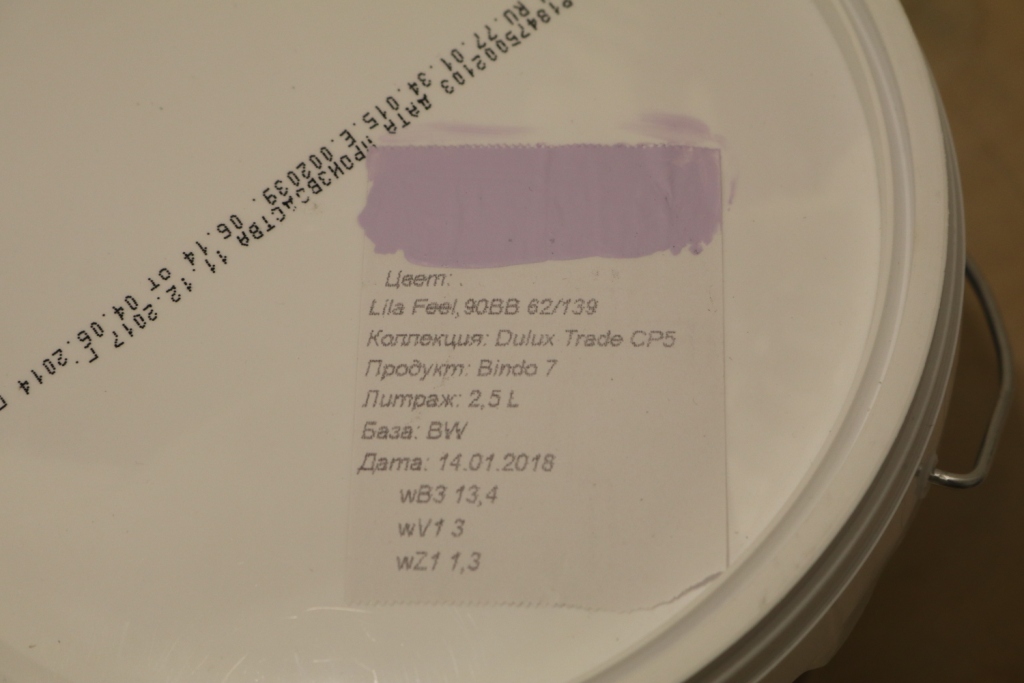 P18475002103 ДАТА ПРОИЗВОДСТВА 11.12.2017 Г.
RU.77.01.34.015.Е.002039.06.14 от 04.06.2014
Цвет: .
Lila Feel,90BB 62/139
Коллекция: Dulux Trade CP5
Продукт: Bindo 7
Литраж: 2,5 L
База: BW
Дата: 14.01.2018
wB3 13,4
wV1 3
wZ1 1,3